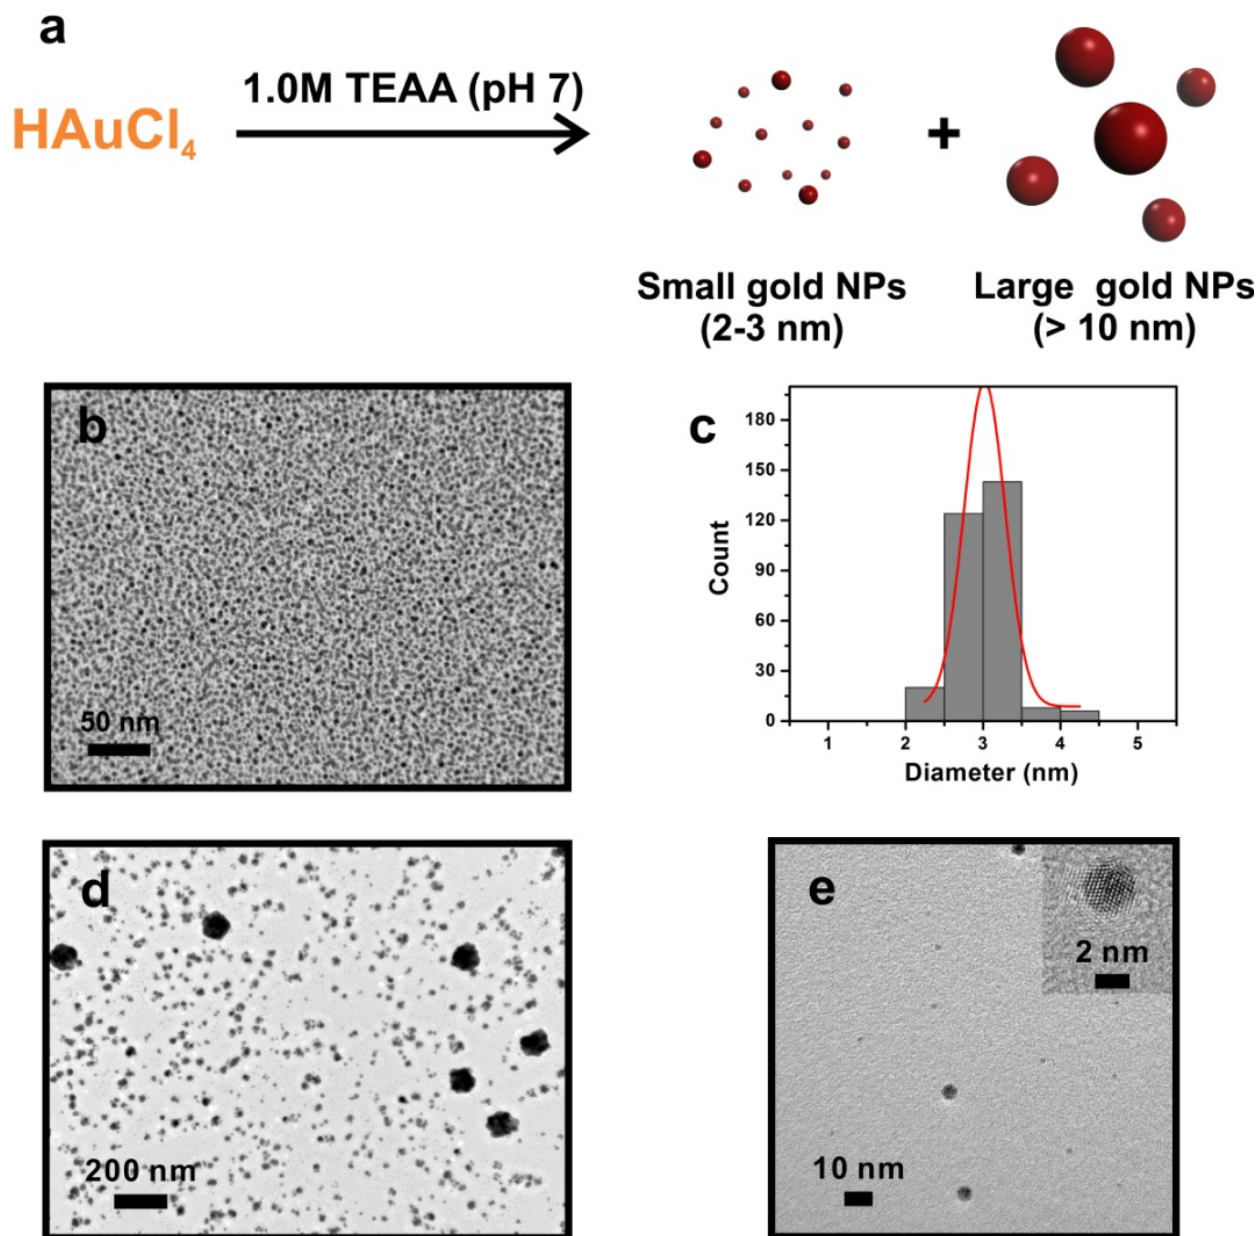 a
1.0M TEAA (pH 7)
HAuCl₄
+
Small gold NPs
(2-3 nm)
Large gold NPs
(> 10 nm)
b
50 nm
c
180
150
120
90
60
30
0
Count
1 2 3 4 5
Diameter (nm)
d
200 nm
e
2 nm
10 nm